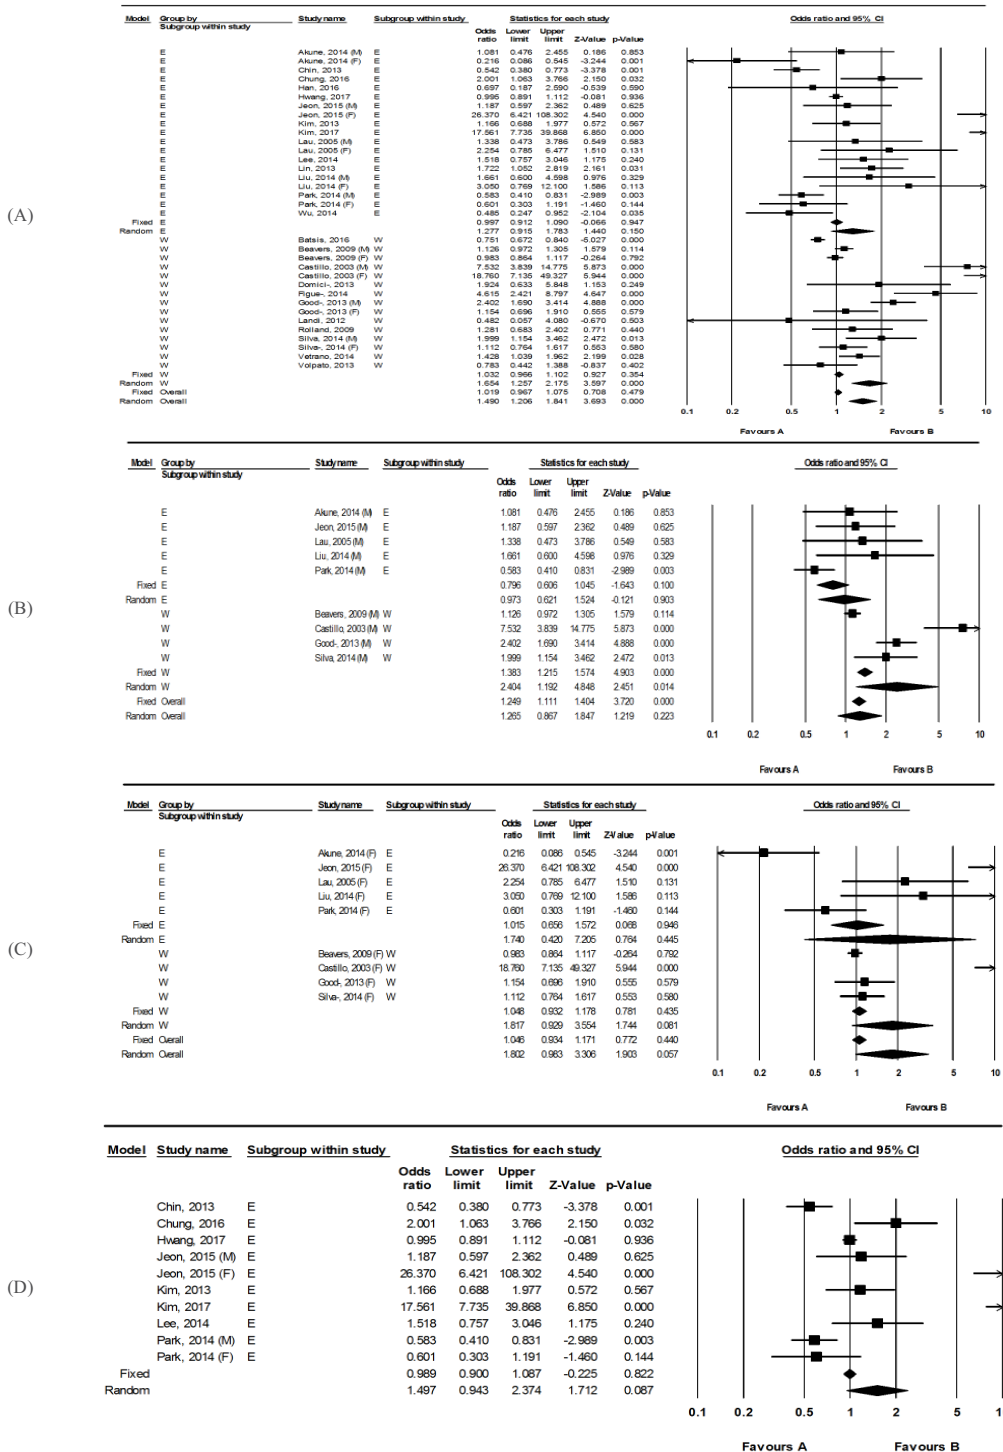 Model Group by Study name Subgroup within study Statistics for each study Odds ratio and 95% CI
Subgroup within study
Odds Lower Upper
ratio limit limit Z-Value p-Value
E Akune, 2014 (M) E 1.081 0.476 2.455 0.186 0.853
E Akune, 2014 (F) E 0.216 0.086 0.545 -3.244 0.001
E Chin, 2013 E 0.542 0.380 0.773 -3.378 0.001
E Chung, 2016 E 2.001 1.063 3.766 2.150 0.032
E Han, 2016 E 0.697 0.187 2.590 -0.539 0.590
E Hwang, 2017 E 0.995 0.891 1.112 -0.081 0.936
E Jeon, 2015 (M) E 1.187 0.597 2.362 0.489 0.625
E Jeon, 2015 (F) E 26.370 6.421 108.302 4.540 0.000
E Kim, 2013 E 1.166 0.688 1.977 0.572 0.567
E Kim, 2017 E 17.561 7.735 39.868 6.850 0.000
E Lau, 2005 (M) E 1.338 0.473 3.786 0.549 0.583
E Lau, 2005 (F) E 2.254 0.785 6.477 1.510 0.131
E Lee, 2014 E 1.518 0.757 3.046 1.175 0.240
E Lin, 2013 E 1.722 1.052 2.819 2.161 0.031
E Liu, 2014 (M) E 1.661 0.600 4.598 0.976 0.329
E Liu, 2014 (F) E 3.050 0.769 12.100 1.586 0.113
E Park, 2014 (M) E 0.583 0.410 0.831 -2.989 0.003
E Park, 2014 (F) E 0.601 0.303 1.191 -1.460 0.144
(A)
E Wu, 2014 E 0.485 0.247 0.952 -2.104 0.035
Fixed E 0.997 0.912 1.090 -0.066 0.947
Random E 1.277 0.915 1.783 1.440 0.150
W Batsis, 2016 W 0.751 0.672 0.840 -5.027 0.000
W Beavers, 2009 (M) W 1.126 0.972 1.305 1.579 0.114
W Beavers, 2009 (F) W 0.983 0.864 1.117 -0.264 0.792
W Castillo, 2003 (M) W 7.532 3.839 14.775 5.873 0.000
W Castillo, 2003 (F) W 18.760 7.135 49.327 5.944 0.000
W Domici-, 2013 W 1.924 0.633 5.848 1.153 0.249
W Figue-, 2014 W 4.615 2.421 8.797 4.647 0.000
W Good-, 2013 (M) W 2.402 1.690 3.414 4.888 0.000
W Good-, 2013 (F) W 1.154 0.696 1.910 0.555 0.579
W Landi, 2012 W 0.482 0.057 4.080 -0.670 0.503
W Rolland, 2009 W 1.281 0.683 2.402 0.771 0.440
W Silva, 2014 (M) W 1.999 1.154 3.462 2.472 0.013
W Silva-, 2014 (F) W 1.112 0.764 1.617 0.553 0.580
W Vetrano, 2014 W 1.428 1.039 1.962 2.199 0.028
W Volpato, 2013 W 0.783 0.442 1.388 -0.837 0.402
Fixed W 1.032 0.966 1.102 0.927 0.354
Random W 1.654 1.257 2.175 3.597 0.000
Fixed Overall 1.019 0.967 1.075 0.708 0.479
Random Overall 1.490 1.206 1.841 3.693 0.000
0.1 0.2 0.5 1 2 5 10
Favours A Favours B
Model Group by Study name Subgroup within study Statistics for each study Odds ratio and 95% CI
Subgroup within study
Odds Lower Upper
ratio limit limit Z-Value p-Value
E Akune, 2014 (M) E 1.081 0.476 2.455 0.186 0.853
E Jeon, 2015 (M) E 1.187 0.597 2.362 0.489 0.625
E Lau, 2005 (M) E 1.338 0.473 3.786 0.549 0.583
E Liu, 2014 (M) E 1.661 0.600 4.598 0.976 0.329
E Park, 2014 (M) E 0.583 0.410 0.831 -2.989 0.003
Fixed E 0.796 0.606 1.045 -1.643 0.100
Random E 0.973 0.621 1.524 -0.121 0.903
(B)
W Beavers, 2009 (M) W 1.126 0.972 1.305 1.579 0.114
W Castillo, 2003 (M) W 7.532 3.839 14.775 5.873 0.000
W Good-, 2013 (M) W 2.402 1.690 3.414 4.888 0.000
W Silva, 2014 (M) W 1.999 1.154 3.462 2.472 0.013
Fixed W 1.383 1.215 1.574 4.903 0.000
Random W 2.404 1.192 4.848 2.451 0.014
Fixed Overall 1.249 1.111 1.404 3.720 0.000
Random Overall 1.265 0.867 1.847 1.219 0.223
0.1 0.2 0.5 1 2 5 10
Favours A Favours B
Model Group by Study name Subgroup within study Statistics for each study Odds ratio and 95% CI
Subgroup within study
Odds Lower Upper
ratio limit limit Z-Value p-Value
E Akune, 2014 (F) E 0.216 0.086 0.545 -3.244 0.001
E Jeon, 2015 (F) E 26.370 6.421 108.302 4.540 0.000
E Lau, 2005 (F) E 2.254 0.785 6.477 1.510 0.131
E Liu, 2014 (F) E 3.050 0.769 12.100 1.586 0.113
E Park, 2014 (F) E 0.601 0.303 1.191 -1.460 0.144
Fixed E 1.015 0.656 1.572 0.068 0.946
Random E 1.740 0.420 7.205 0.764 0.445
(C)
W Beavers, 2009 (F) W 0.983 0.864 1.117 -0.264 0.792
W Castillo, 2003 (F) W 18.760 7.135 49.327 5.944 0.000
W Good-, 2013 (F) W 1.154 0.696 1.910 0.555 0.579
W Silva-, 2014 (F) W 1.112 0.764 1.617 0.553 0.580
Fixed W 1.048 0.932 1.178 0.781 0.435
Random W 1.817 0.929 3.554 1.744 0.081
Fixed Overall 1.046 0.934 1.171 0.772 0.440
Random Overall 1.802 0.983 3.306 1.903 0.057
0.1 0.2 0.5 1 2 5 10
Favours A Favours B
Model Study name Subgroup within study Statistics for each study Odds ratio and 95% CI
Odds Lower Upper
ratio limit limit Z-Value p-Value
Chin, 2013 E 0.542 0.380 0.773 -3.378 0.001
Chung, 2016 E 2.001 1.063 3.766 2.150 0.032
Hwang, 2017 E 0.995 0.891 1.112 -0.081 0.936
Jeon, 2015 (M) E 1.187 0.597 2.362 0.489 0.625
Jeon, 2015 (F) E 26.370 6.421 108.302 4.540 0.000
(D)
Kim, 2013 E 1.166 0.688 1.977 0.572 0.567
Kim, 2017 E 17.561 7.735 39.868 6.850 0.000
Lee, 2014 E 1.518 0.757 3.046 1.175 0.240
Park, 2014 (M) E 0.583 0.410 0.831 -2.989 0.003
Park, 2014 (F) E 0.601 0.303 1.191 -1.460 0.144
Fixed 0.989 0.900 1.087 -0.225 0.822
Random 1.497 0.943 2.374 1.712 0.087
0.1 0.2 0.5 1 2 5 1
Favours A Favours B